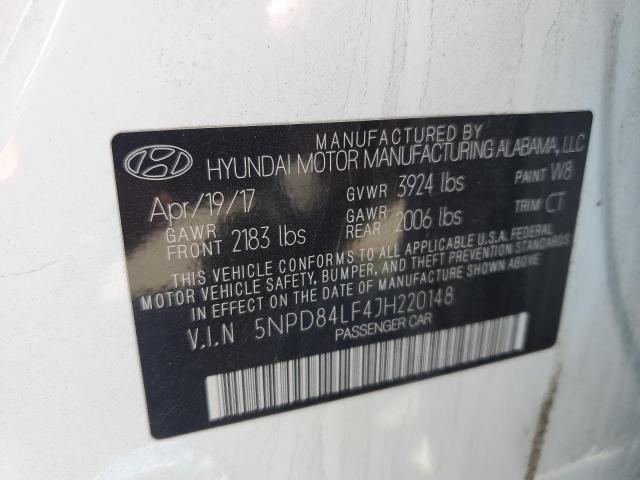 MANUFACTURED BY
HYUNDAI MOTOR MANUFACTURING ALABAMA, LLC
Apr/19/17 GVWR 3924 lbs PAINT W8
GAWR FRONT 2183 lbs GAWR REAR 2006 lbs TRIM CT
THIS VEHICLE CONFORMS TO ALL APPLICABLE U.S.A FEDERAL
MOTOR VEHICLE SAFETY, BUMPER, AND THEFT PREVENTION STANDARDS
IN EFFECT ON THE DATE OF MANUFACTURE SHOWN ABOVE.
V.I.N 5NPD84LF4JH220148
PASSENGER CAR